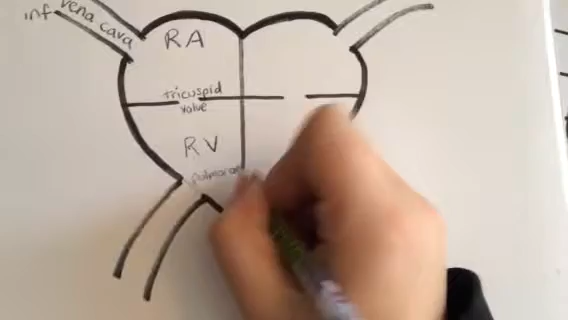 inf vena cava
RA
Tricuspid
valve
RV